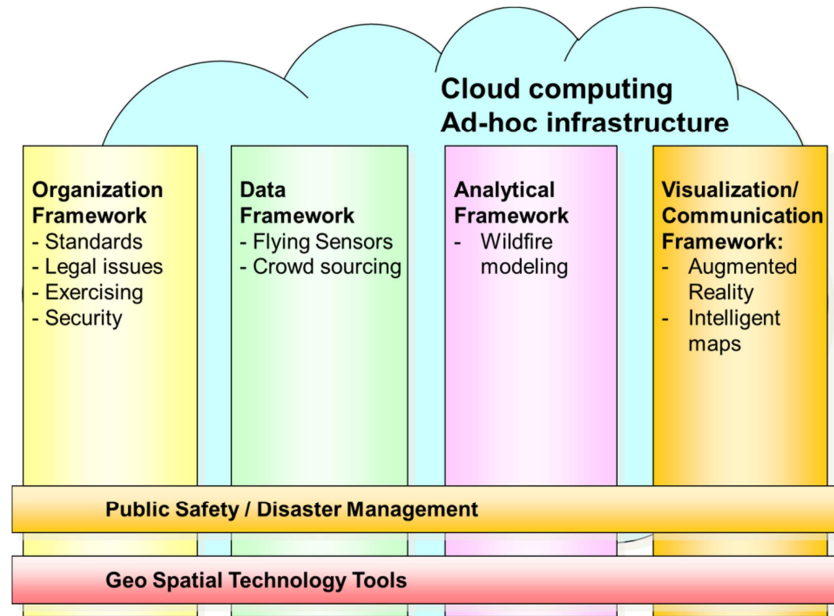 Cloud computing
Ad-hoc infrastructure
Organization
Framework
- Standards
- Legal issues
- Exercising
- Security
Data
Framework
- Flying Sensors
- Crowd sourcing
Analytical
Framework
- Wildfire
modeling
Visualization/
Communication
Framework:
- Augmented
Reality
- Intelligent
maps
Public Safety / Disaster Management
Geo Spatial Technology Tools